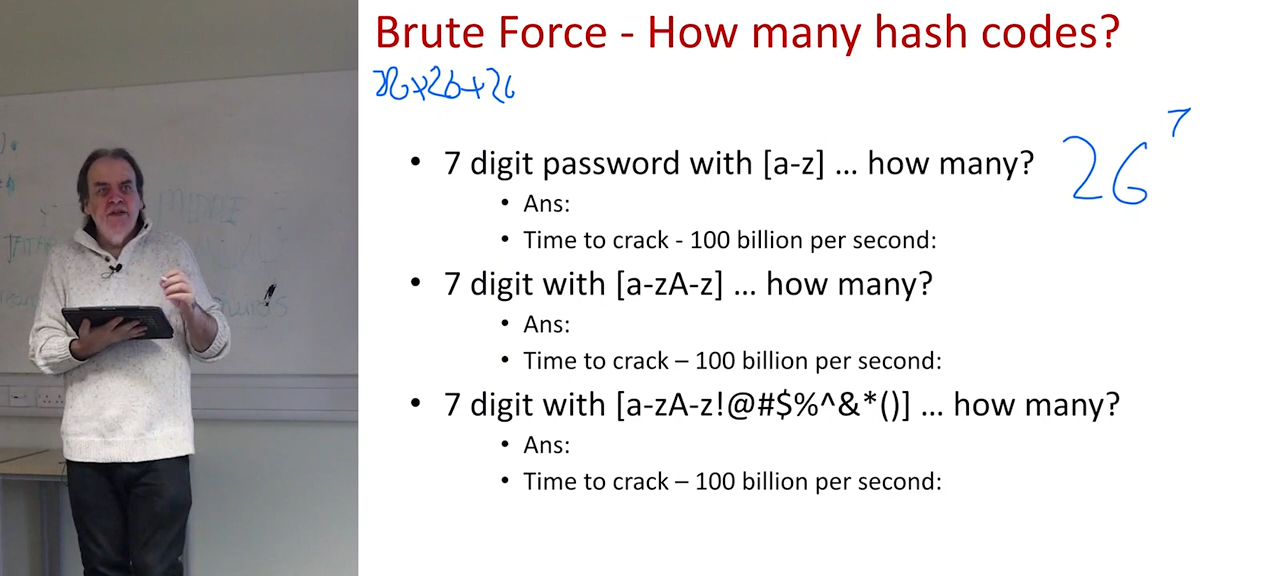 Brute Force - How many hash codes?
26×26×26
• 7 digit password with [a-z] ... how many? 26⁷
• Ans:
• Time to crack - 100 billion per second:
• 7 digit with [a-zA-z] ... how many?
• Ans:
• Time to crack – 100 billion per second:
• 7 digit with [a-zA-z!@#$%^&*()] ... how many?
• Ans:
• Time to crack – 100 billion per second:
MIDDLE